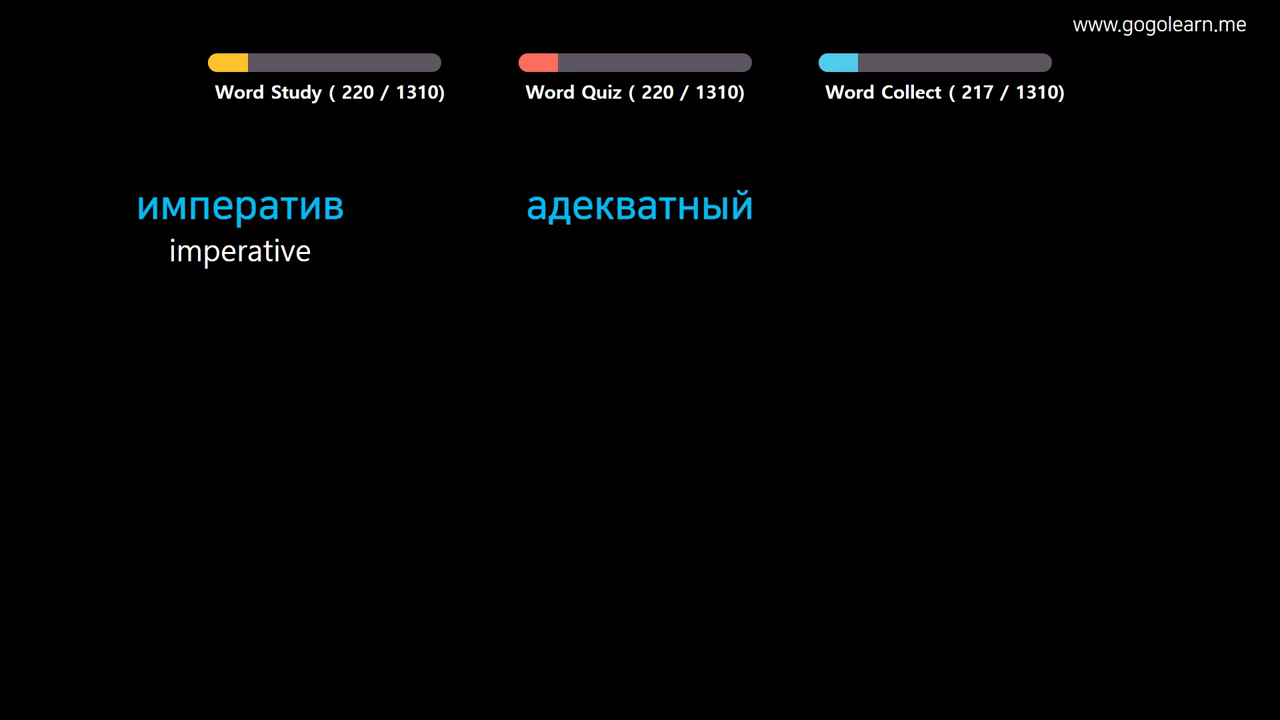 www.gogolearn.me
Word Study ( 220 / 1310)
Word Quiz ( 220 / 1310)
Word Collect ( 217 / 1310)
императив
imperative
адекватный